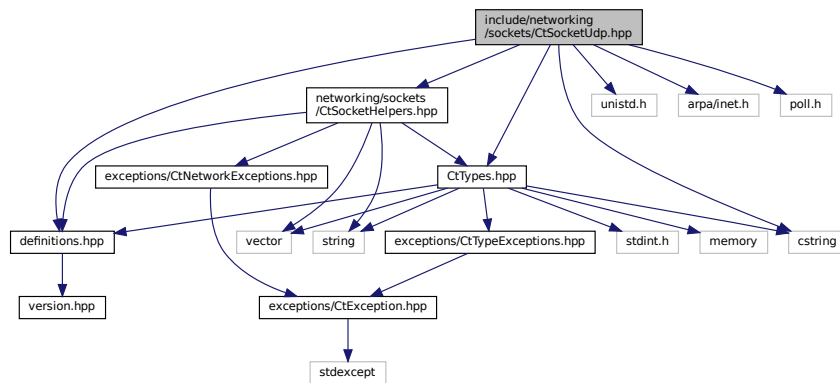 include/networking
/sockets/CtSocketUdp.hpp
networking/sockets
/CtSocketHelpers.hpp
unistd.h
arpa/inet.h
poll.h
exceptions/CtNetworkExceptions.hpp
CtTypes.hpp
definitions.hpp
vector
string
exceptions/CtTypeExceptions.hpp
stdint.h
memory
cstring
version.hpp
exceptions/CtException.hpp
stdexcept